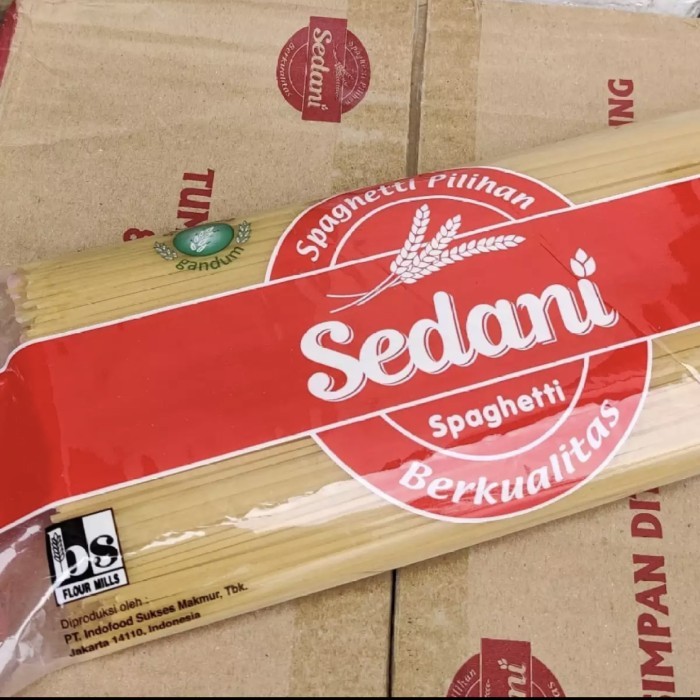 Sedani
NG
TUN
&
Spaghetti Pilihan
gandum
Sedani
Spaghetti
Berkualitas
bs
FLOUR MILLS
Diproduksi oleh :
PT. Indofood Sukses Makmur, Tbk.
Jakarta 14110, Indonesia
IMPAN DI
Sedani